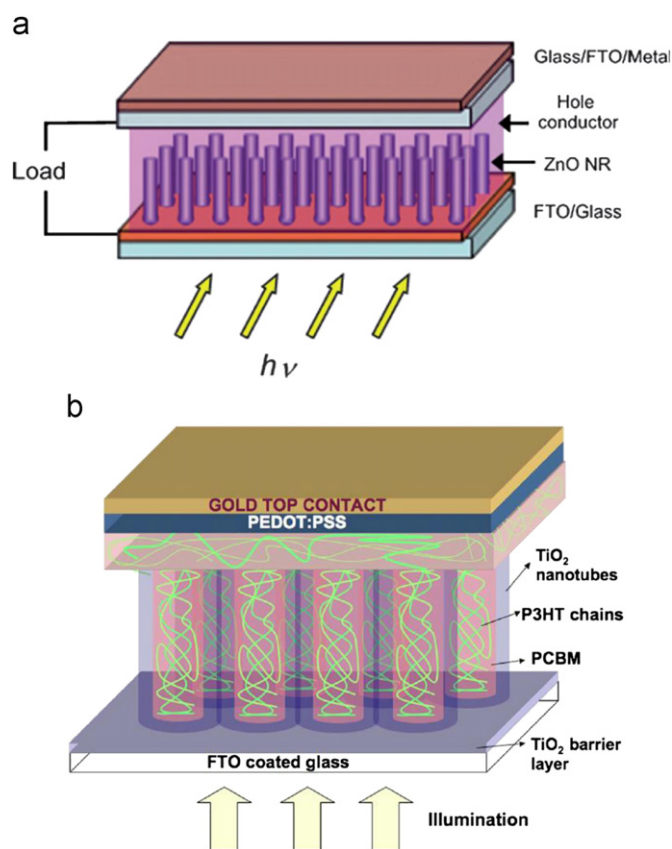 a
Glass/FTO/Metal
Hole
conductor
Load
ZnO NR
FTO/Glass
hν
b
GOLD TOP CONTACT
PEDOT:PSS
TiO₂
nanotubes
P3HT chains
PCBM
TiO₂ barrier
layer
FTO coated glass
Illumination